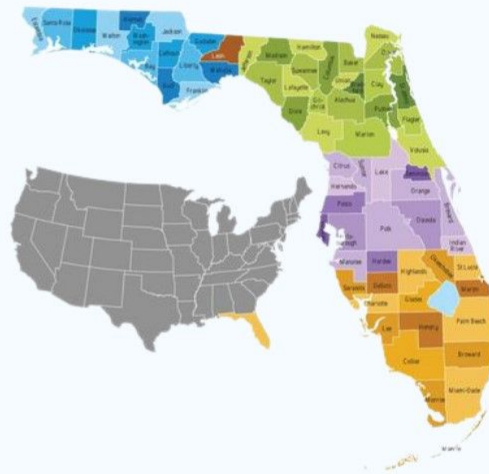 Santa Rosa
Okaloosa
Walton
Holmes
Jackson
Bay
Calhoun
Gulf
Liberty
Gadsden
Franklin
Leon
Wakulla
Madison
Taylor
Hamilton
Suwannee
Lafayette
Dixie
Columbia
Baker
Union
Alachua
Levy
Marion
Nassau
Clay
Putnam
Flagler
Volusia
Citrus
Hernando
Pasco
Sumter
Lake
Seminole
Orange
Brevard
Osceola
Polk
Indian
River
Manatee
Hardee
Highlands
Okeechobee
St Lucie
Sarasota
DeSoto
Martin
Charlotte
Glades
Palm Beach
Lee
Hendry
Broward
Collier
Miami-Dade
Monroe